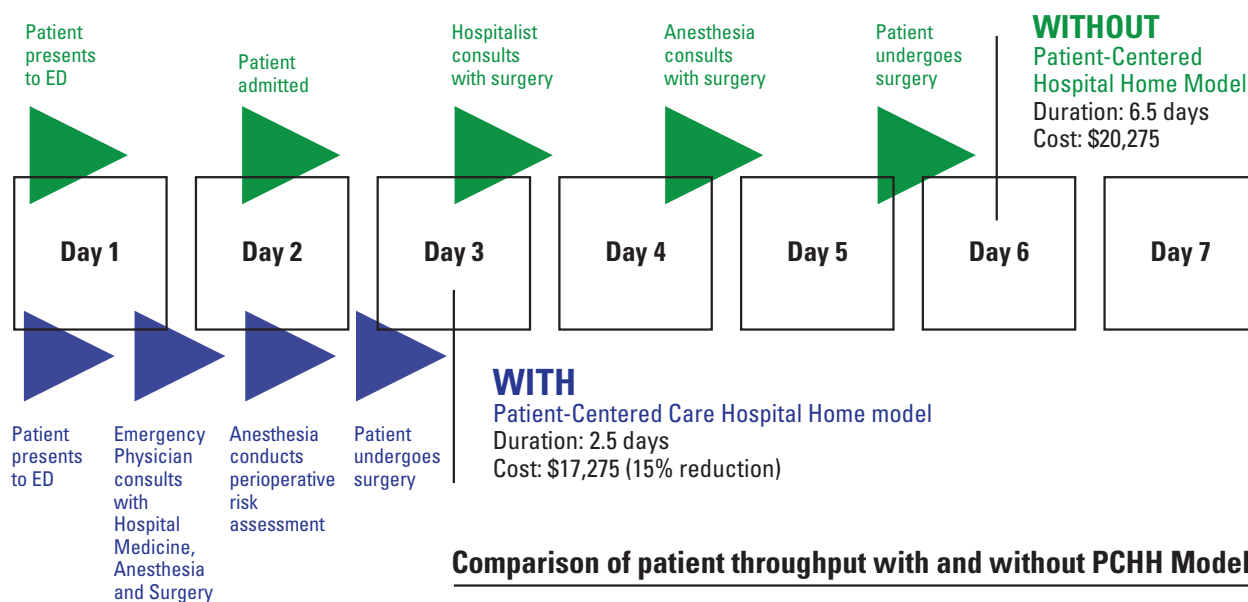 Patient
presents
to ED
Patient
admitted
Hospitalist
consults
with surgery
Anesthesia
consults
with surgery
Patient
undergoes
surgery
WITHOUT
Patient-Centered
Hospital Home Model
Duration: 6.5 days
Cost: $20,275
Day 1
Day 2
Day 3
Day 4
Day 5
Day 6
Day 7
Patient
presents
to ED
Emergency
Physician
consults
with
Hospital
Medicine,
Anesthesia
and Surgery
Anesthesia
conducts
perioperative
risk
assessment
Patient
undergoes
surgery
WITH
Patient-Centered Care Hospital Home model
Duration: 2.5 days
Cost: $17,275 (15% reduction)
Comparison of patient throughput with and without PCHH Model